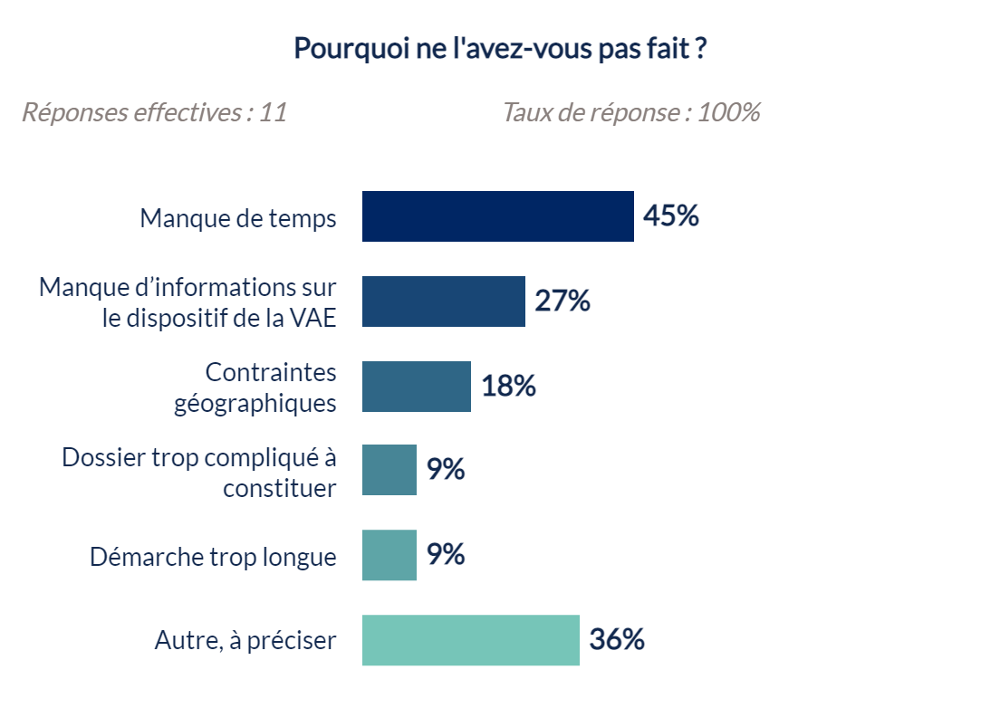 Pourquoi ne l'avez-vous pas fait ?
Réponses effectives : 11
Taux de réponse : 100%
Manque de temps
45%
Manque d’informations sur
le dispositif de la VAE
27%
Contraintes
géographiques
18%
Dossier trop compliqué à
constituer
9%
Démarche trop longue
9%
Autre, à préciser
36%